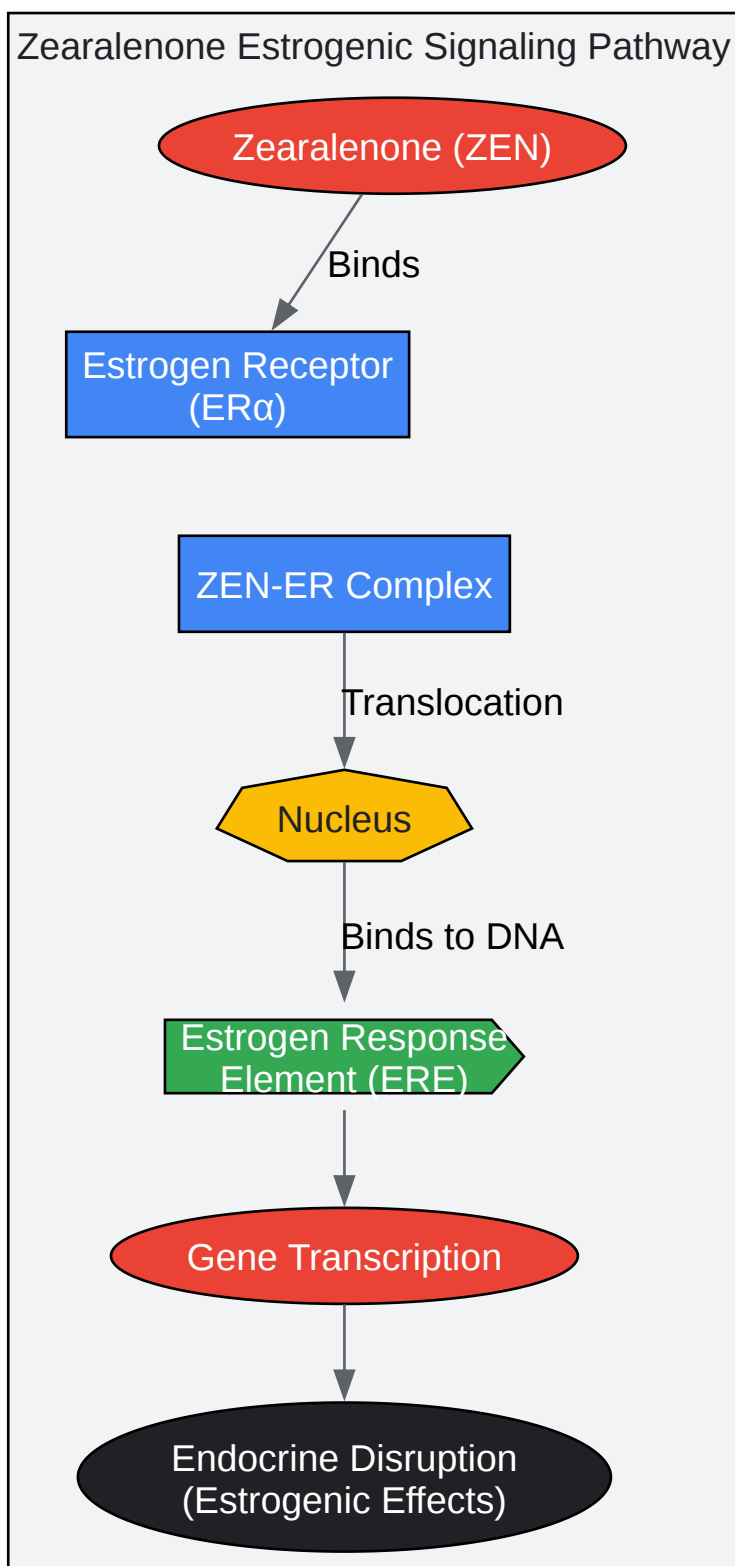 Zearalenone Estrogenic Signaling Pathway
Zearalenone (ZEN)
Binds
Estrogen Receptor
(ERα)
ZEN-ER Complex
Translocation
Nucleus
Binds to DNA
Estrogen Response
Element (ERE)
Gene Transcription
Endocrine Disruption
(Estrogenic Effects)